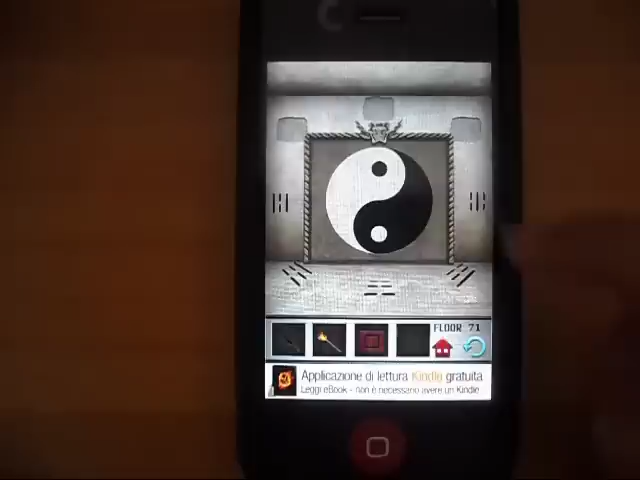 FLOOR 71
Applicazione di lettura Kindle gratuita
Leggi eBook - non è necessario avere un Kindle